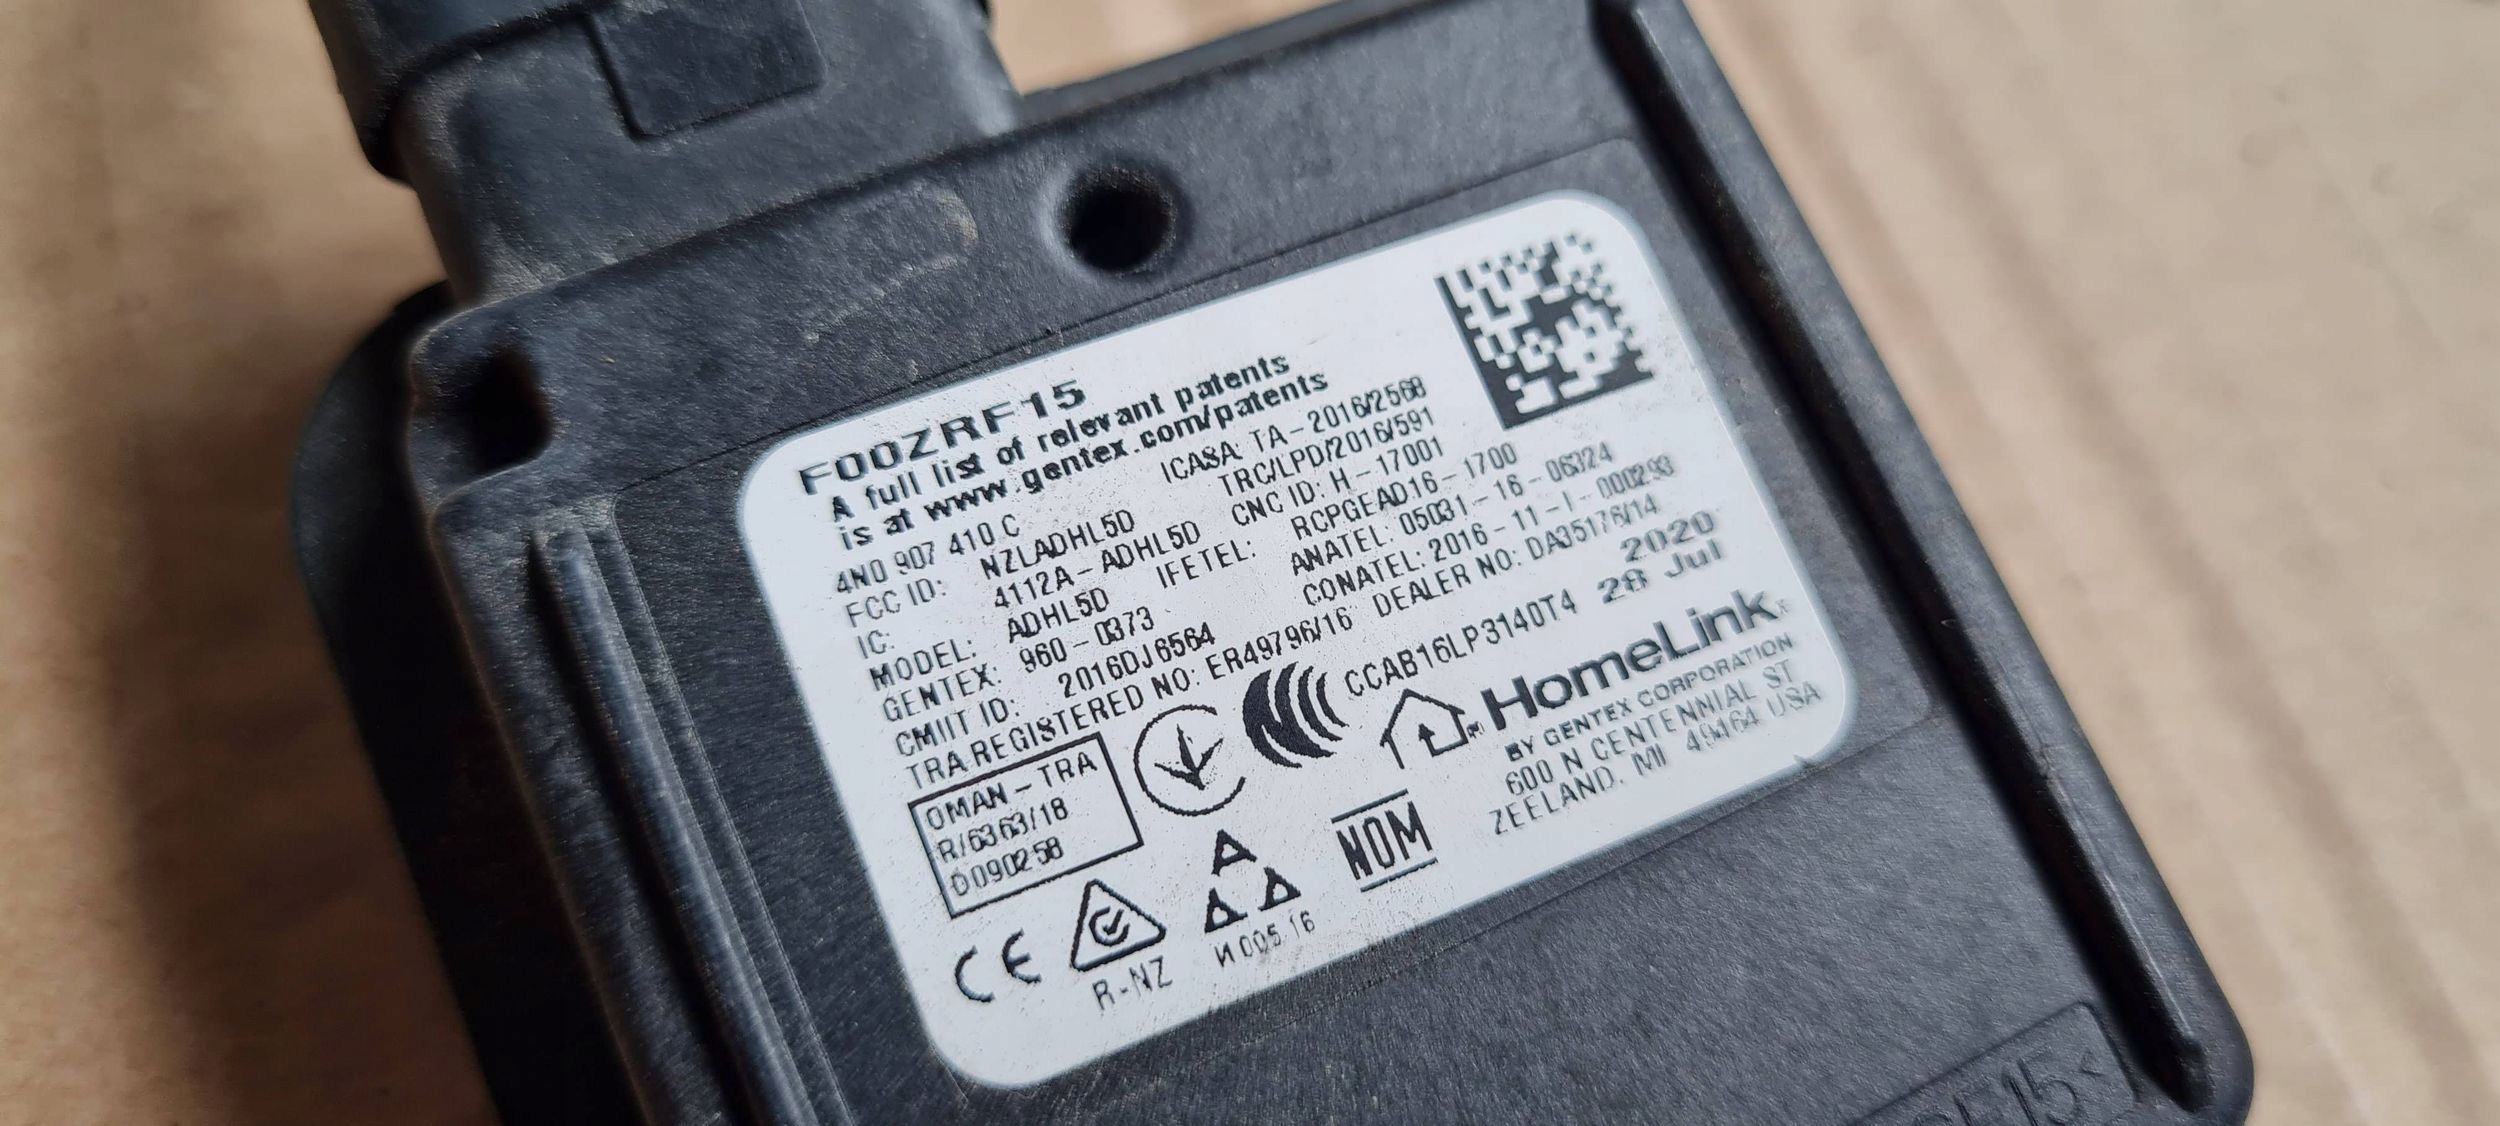 F00ZRF15
A full list of relevant patents
is at www.gentex.com/patents
4N0 907 410 C
FCC ID: NZLADHL5D
IC: 4112A-ADHL5D
MODEL: ADHL5D
GENTEX: 960-0373
CMIIT ID: 2016DJ6564
TRA REGISTERED NO: ER49796/16 DEALER NO: DA35176/14
ICASA: TA-2016/2568
TRC/LPD/2016/591
CNC ID: H-17001
IFETEL: RCPGEAD16-1700
ANATEL: 05031-16-06324
CONATEL: 2016-11-I-000293
2020
28 Jul
CCAB16LP3140T4
OMAN-TRA
R/6363/18
D090258
HomeLink
BY GENTEX CORPORATION
600 N CENTENNIAL ST
ZEELAND, MI 49464 USA
NOM
CE
R-NZ
И005 16